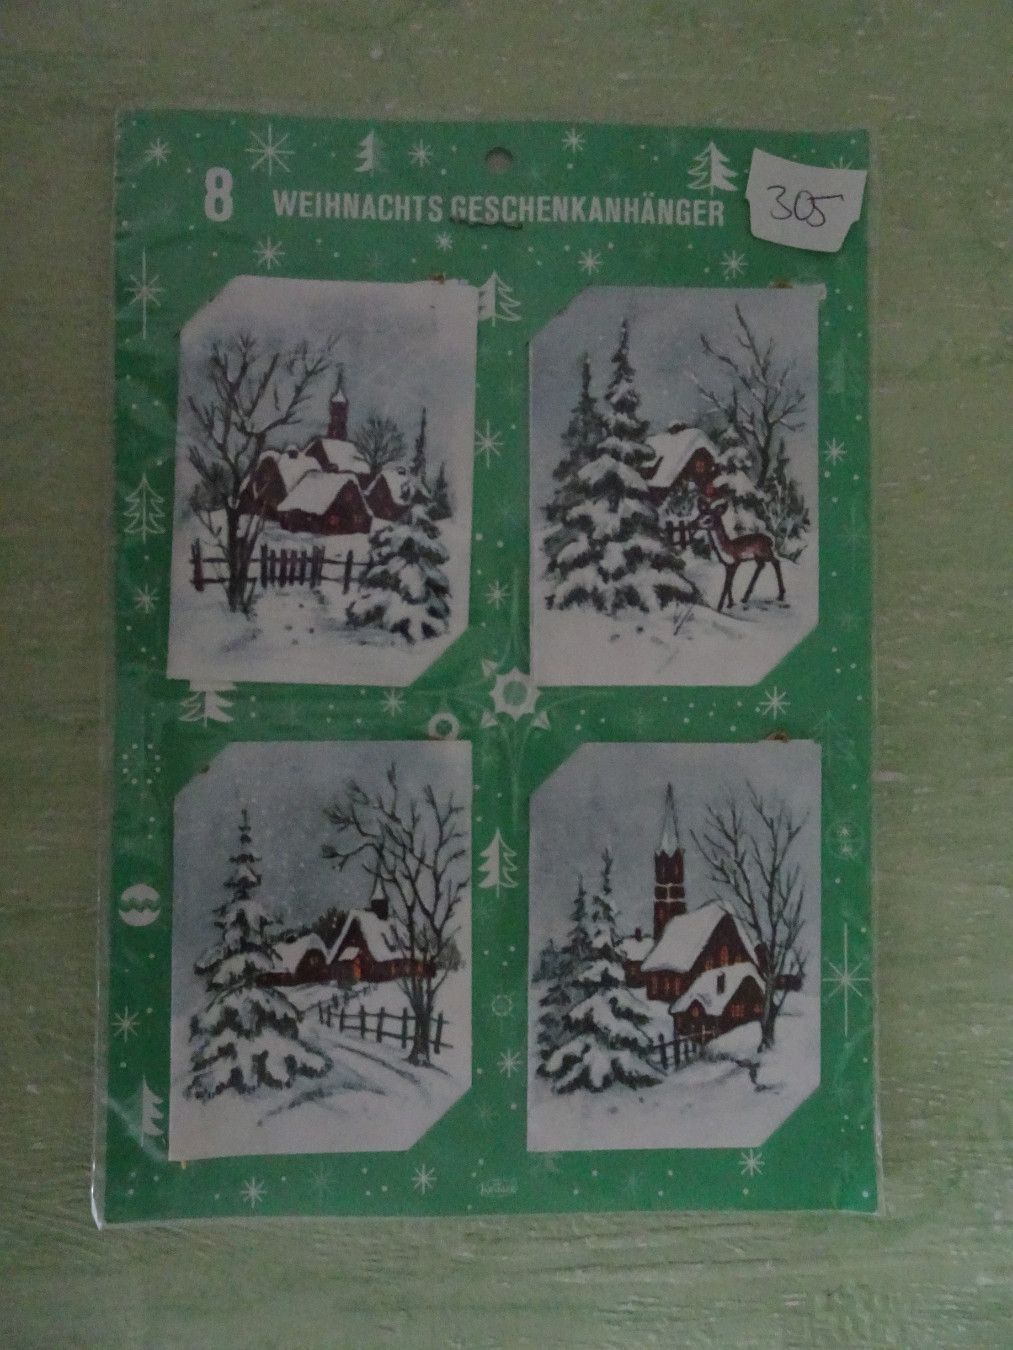 8 WEIHNACHTS GESCHENKANHÄNGER
305